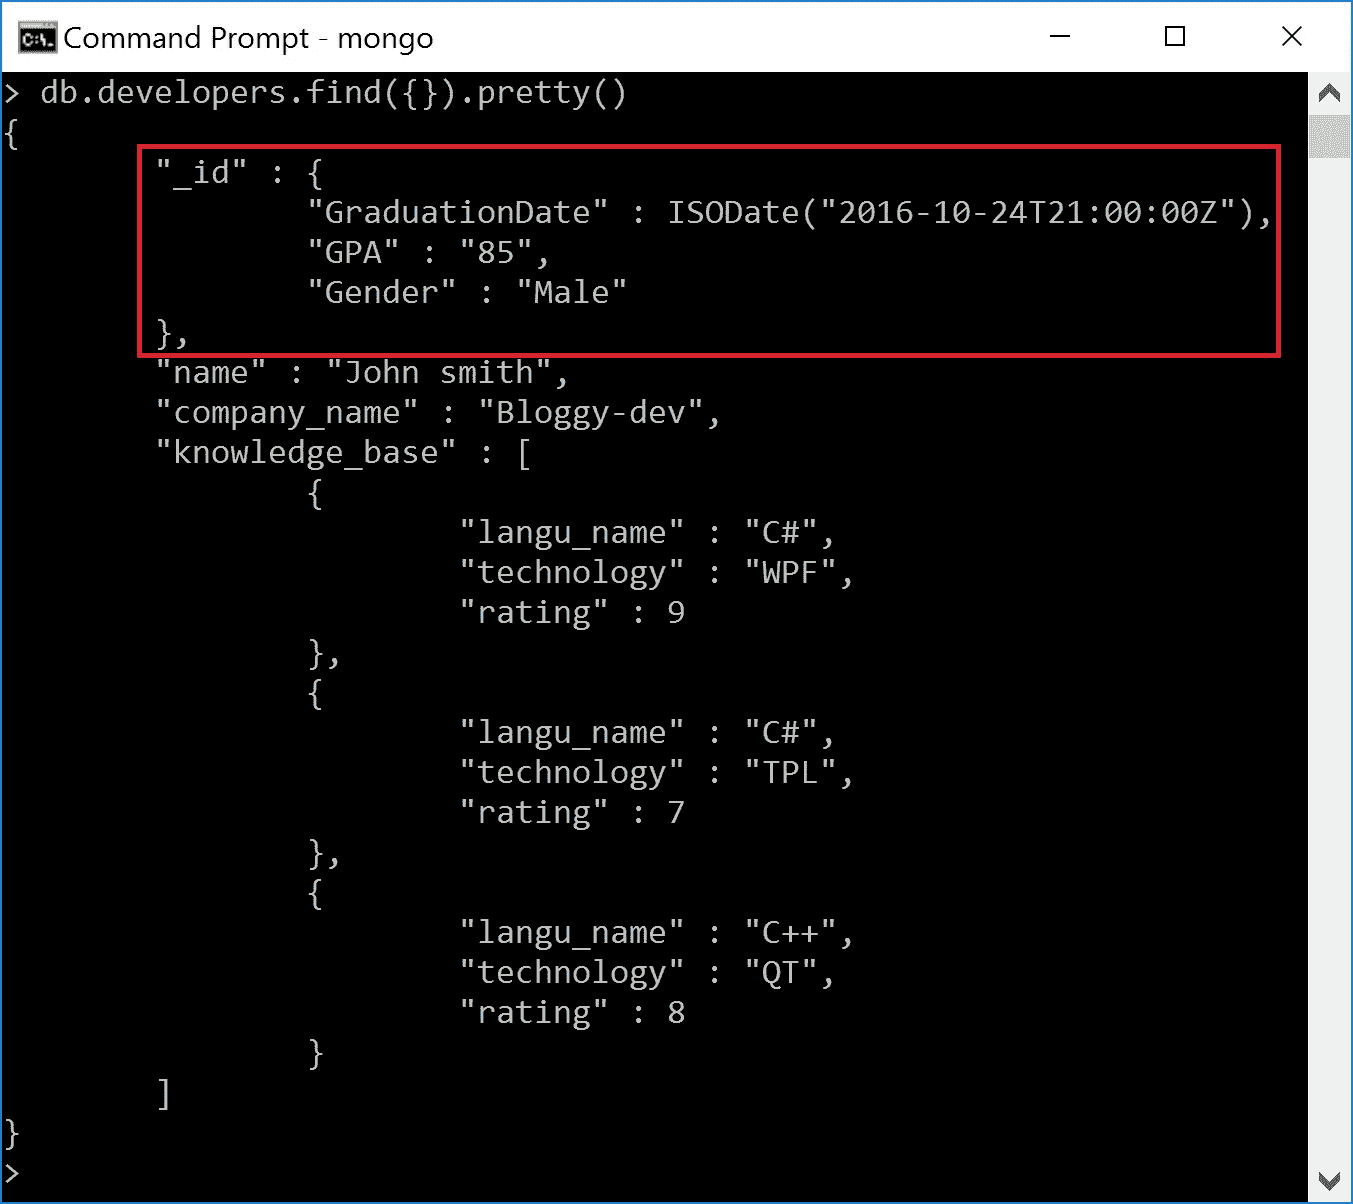 Command Prompt - mongo
> db.developers.find({}).pretty()
{
"_id" : {
"GraduationDate" : ISODate("2016-10-24T21:00:00Z"),
"GPA" : "85",
"Gender" : "Male"
},
"name" : "John smith",
"company_name" : "Bloggy-dev",
"knowledge_base" : [
{
"langu_name" : "C#",
"technology" : "WPF",
"rating" : 9
},
{
"langu_name" : "C#",
"technology" : "TPL",
"rating" : 7
},
{
"langu_name" : "C++",
"technology" : "QT",
"rating" : 8
}
]
}
>